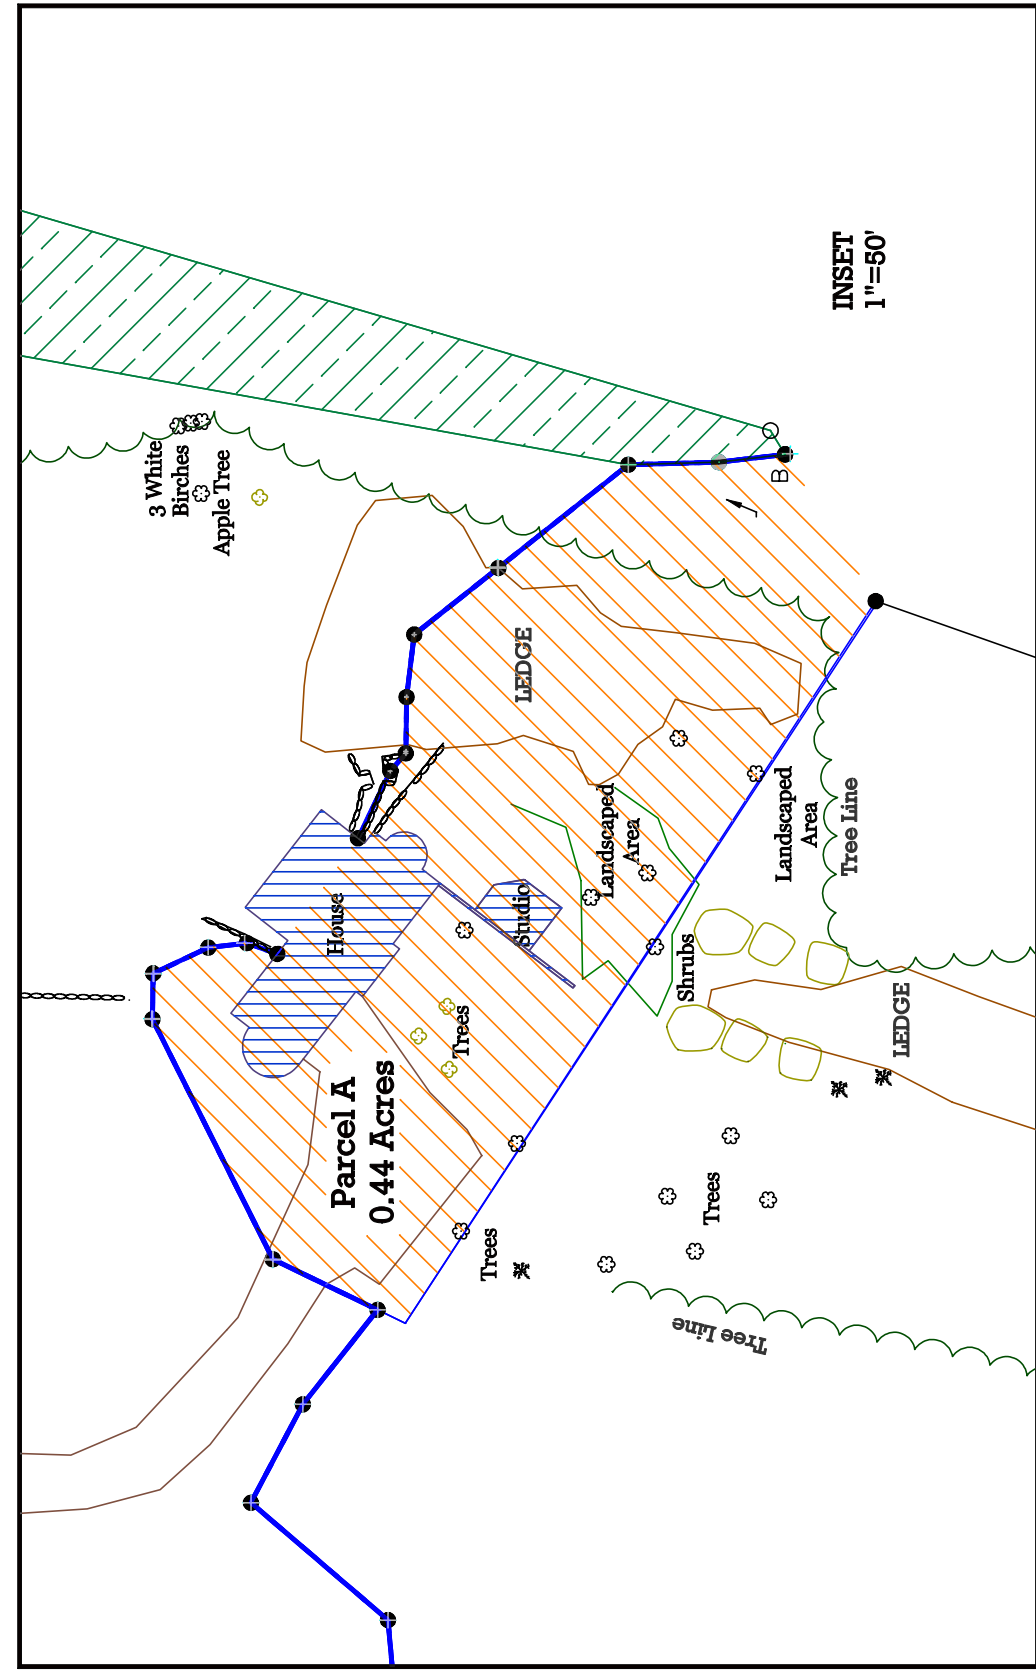 INSET
1"=50'
3 White
Birches
Apple Tree
B
LEDGE
Landscaped
Area
Landscaped
Area
Tree Line
House
Studio
Shrubs
LEDGE
Trees
Parcel A
0.44 Acres
Trees
Trees
Tree Line